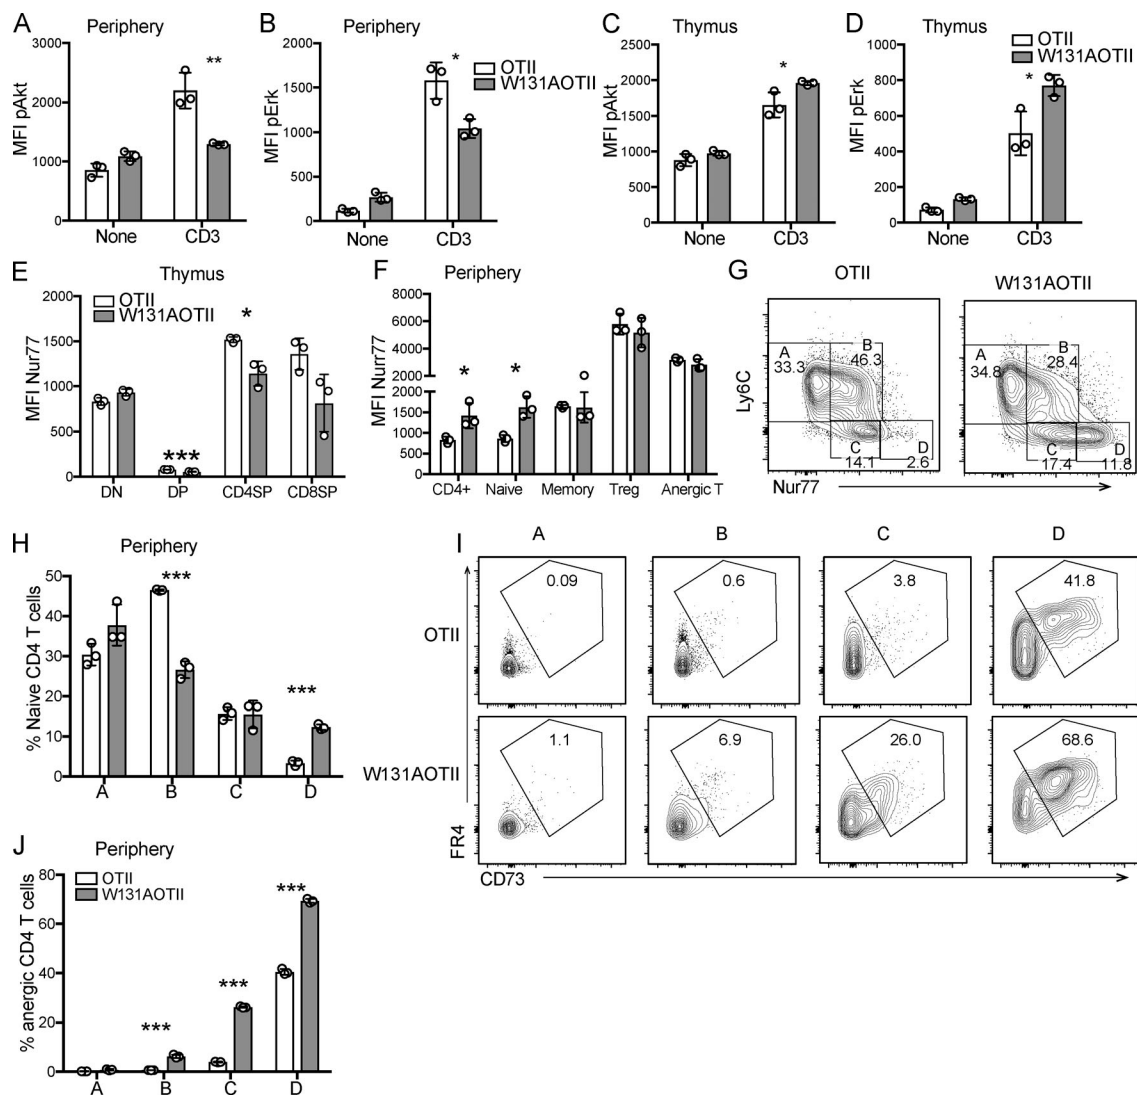 A Periphery
MFI pAkt
3000
2000
1000
0
**
None CD3
B Periphery
MFI pErk
2000
1500
1000
500
0
*
OTII
W131AOTII
None CD3
C Thymus
MFI pAkt
2500
2000
1500
1000
500
0
*
None CD3
D Thymus
MFI pErk
1000
800
600
400
200
0
*
OTII
W131AOTII
None CD3
E Thymus
MFI Nur77
2000
1500
1000
500
0
OTII
W131AOTII
*** *
DN DP CD4SP CD8SP
F Periphery
MFI Nurr77
8000
6000
4000
2000
2000
1500
1000
500
0
* *
CD4+ Naive Memory Treg Anergic T
G OTII W131AOTII
Ly6C
A
33.3
B
46.3
C
14.1
D
2.6
A
34.8
B
28.4
C
17.4
D
11.8
Nur77
H Periphery
% Naive CD4 T cells
50
40
30
20
10
0
*** ***
A B C D
I A B C D
OTII
0.09 0.6 3.8 41.8
W131AOTII
1.1 6.9 26.0 68.6
FR4
CD73
J Periphery
% anergic CD4 T cells
80
60
40
20
0
OTII
W131AOTII
*** *** ***
A B C D